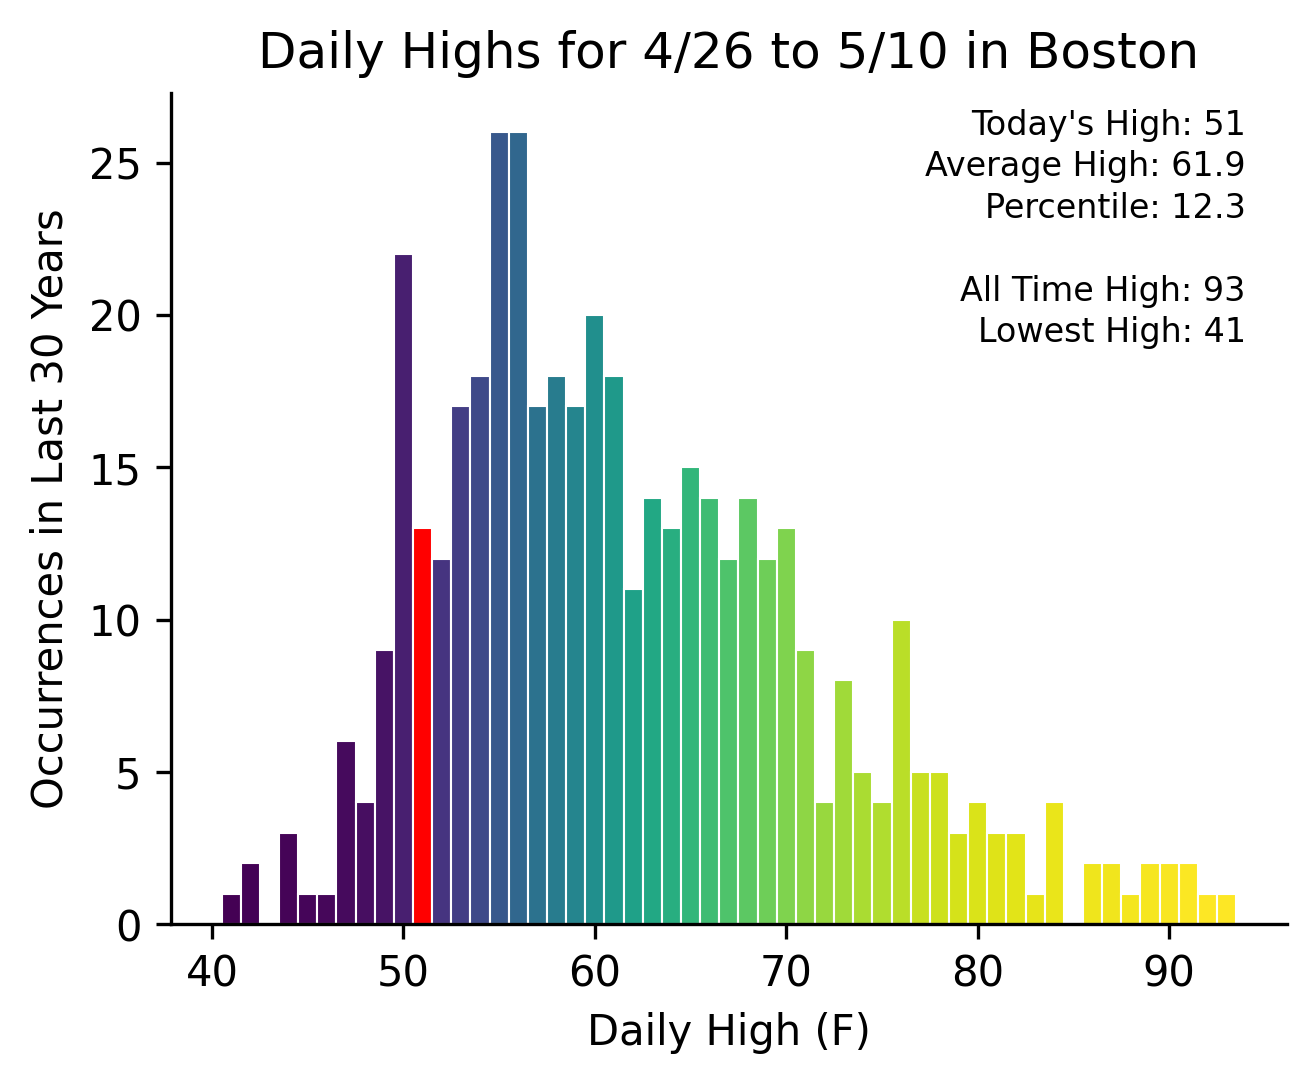 Daily Highs for 4/26 to 5/10 in Boston
Today's High: 51
Average High: 61.9
Percentile: 12.3
All Time High: 93
Lowest High: 41
Occurrences in Last 30 Years
25
20
15
10
5
0
40 50 60 70 80 90
Daily High (F)